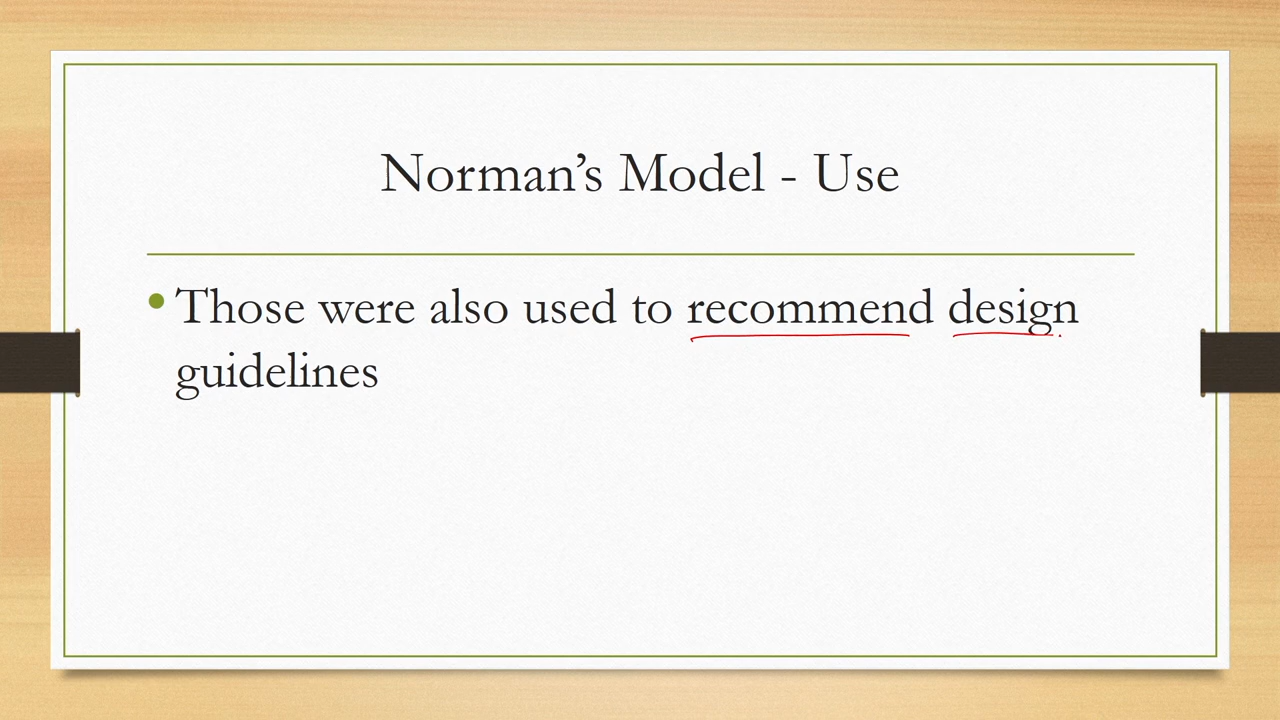 Norman’s Model - Use
• Those were also used to recommend design
guidelines